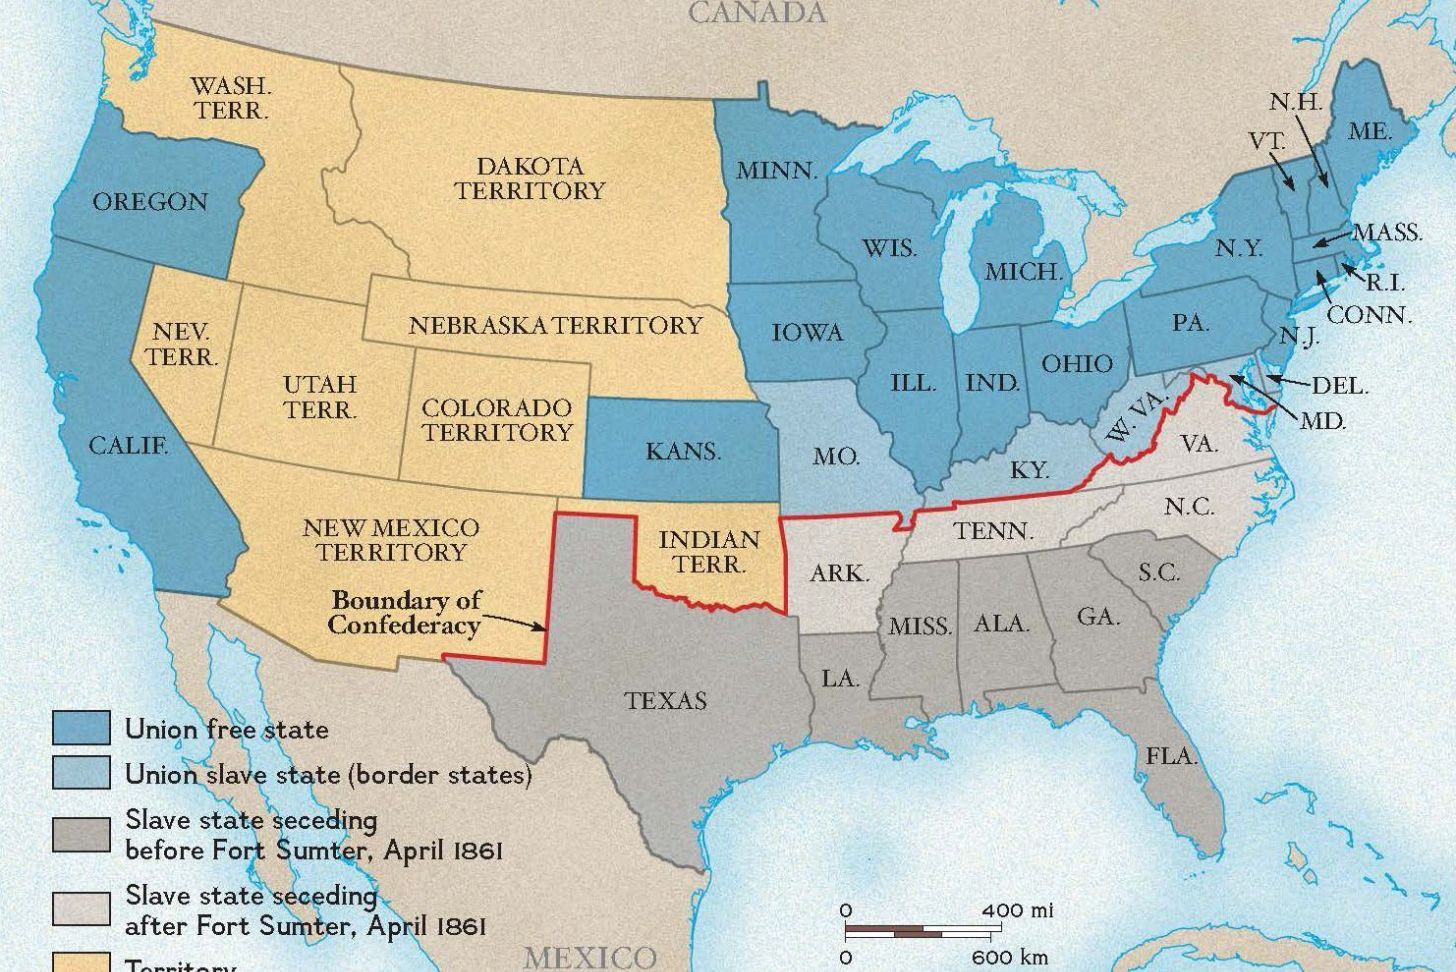 CANADA
WASH.
TERR.
DAKOTA
TERRITORY
MINN.
N.H.
VT.
ME.
OREGON
WIS.
MICH.
N.Y.
MASS.
R.I.
CONN.
NEV.
TERR.
NEBRASKA TERRITORY
IOWA
PA.
N.J.
UTAH
TERR.
COLORADO
TERRITORY
ILL.
IND.
OHIO
DEL.
MD.
CALIF.
KANS.
MO.
KY.
W. VA.
VA.
NEW MEXICO
TERRITORY
INDIAN
TERR.
TENN.
N.C.
ARK.
S.C.
Boundary of
Confederacy
MISS.
ALA.
GA.
TEXAS
LA.
FLA.
Union free state
Union slave state (border states)
Slave state seceding
before Fort Sumter, April 1861
Slave state seceding
after Fort Sumter, April 1861
Territory
0 400 mi
0 600 km
MEXICO